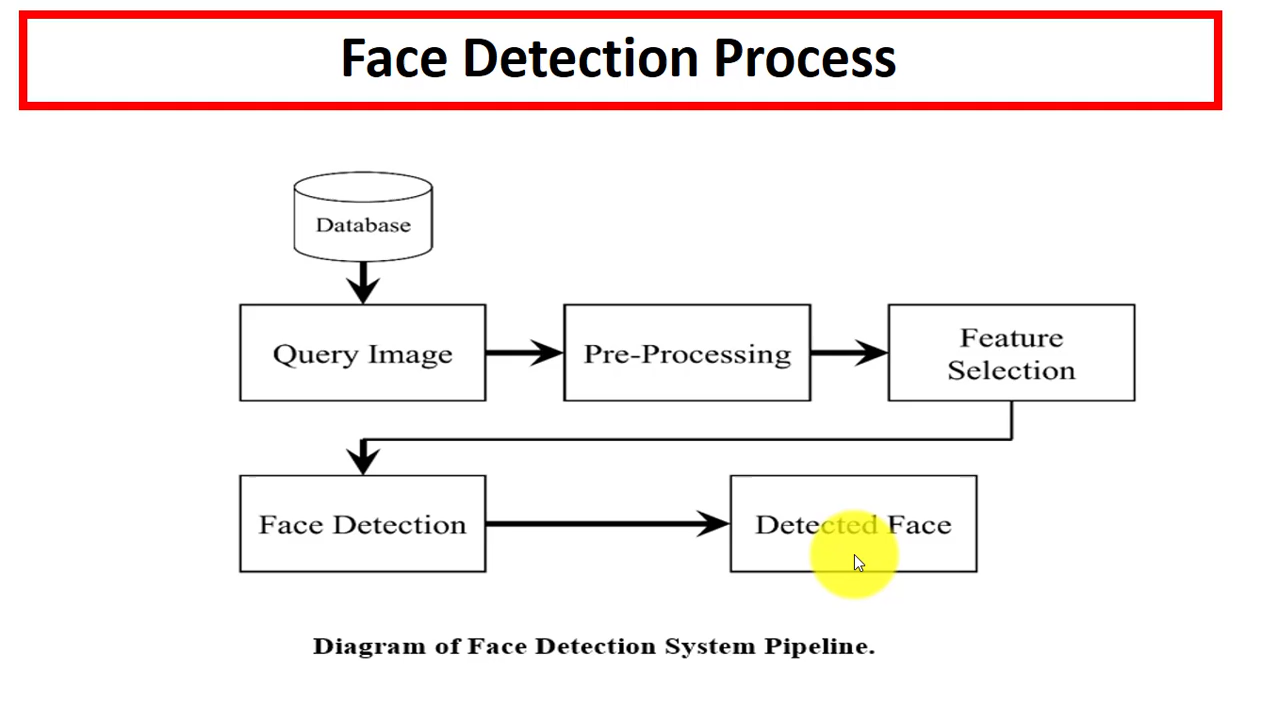 Face Detection Process
Database
Query Image
Pre-Processing
Feature
Selection
Face Detection
Detected Face
Diagram of Face Detection System Pipeline.